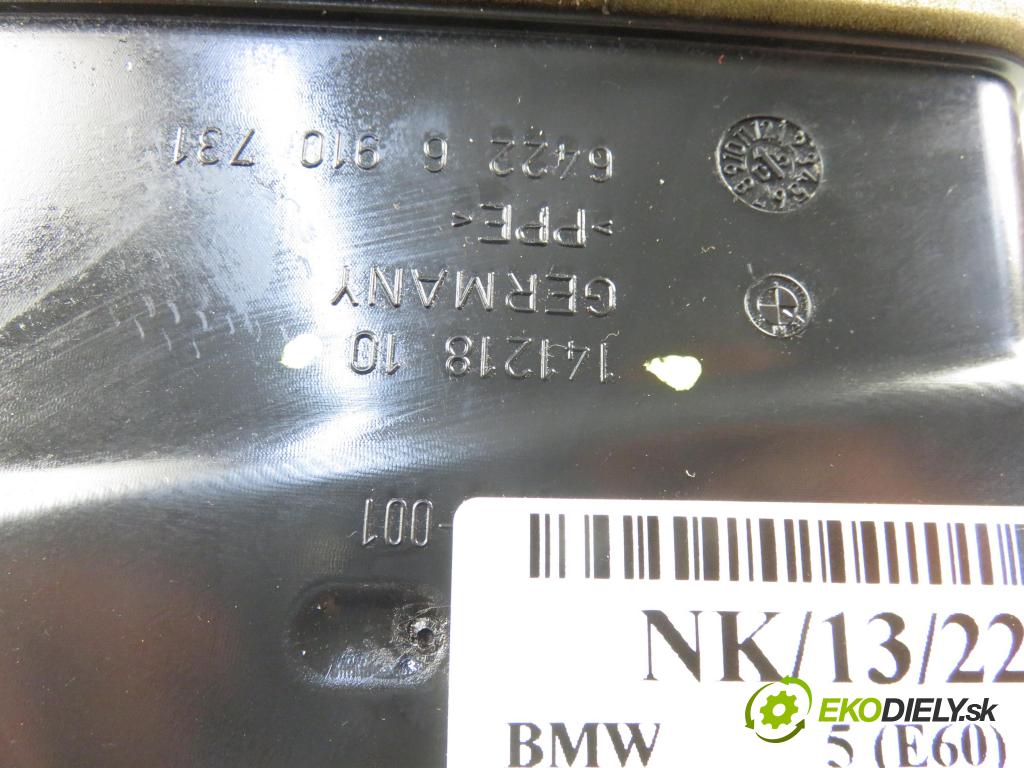 6422 6 910 731
>PPE<
GERMANY
141218 10
-001
NK/13/22
BMW 5 (E60)
EKODIELY.sk